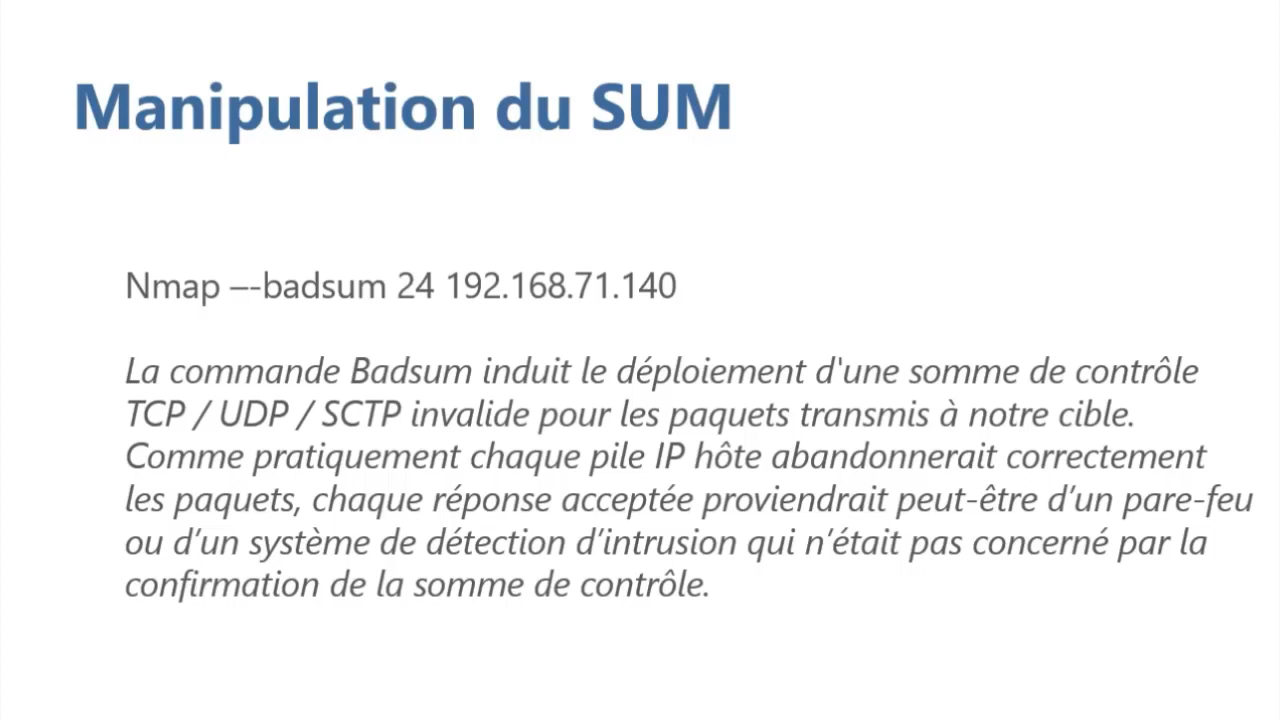 Manipulation du SUM
Nmap –-badsum 24 192.168.71.140
La commande Badsum induit le déploiement d'une somme de contrôle
TCP / UDP / SCTP invalide pour les paquets transmis à notre cible.
Comme pratiquement chaque pile IP hôte abandonnerait correctement
les paquets, chaque réponse acceptée proviendrait peut-être d’un pare-feu
ou d’un système de détection d’intrusion qui n’était pas concerné par la
confirmation de la somme de contrôle.